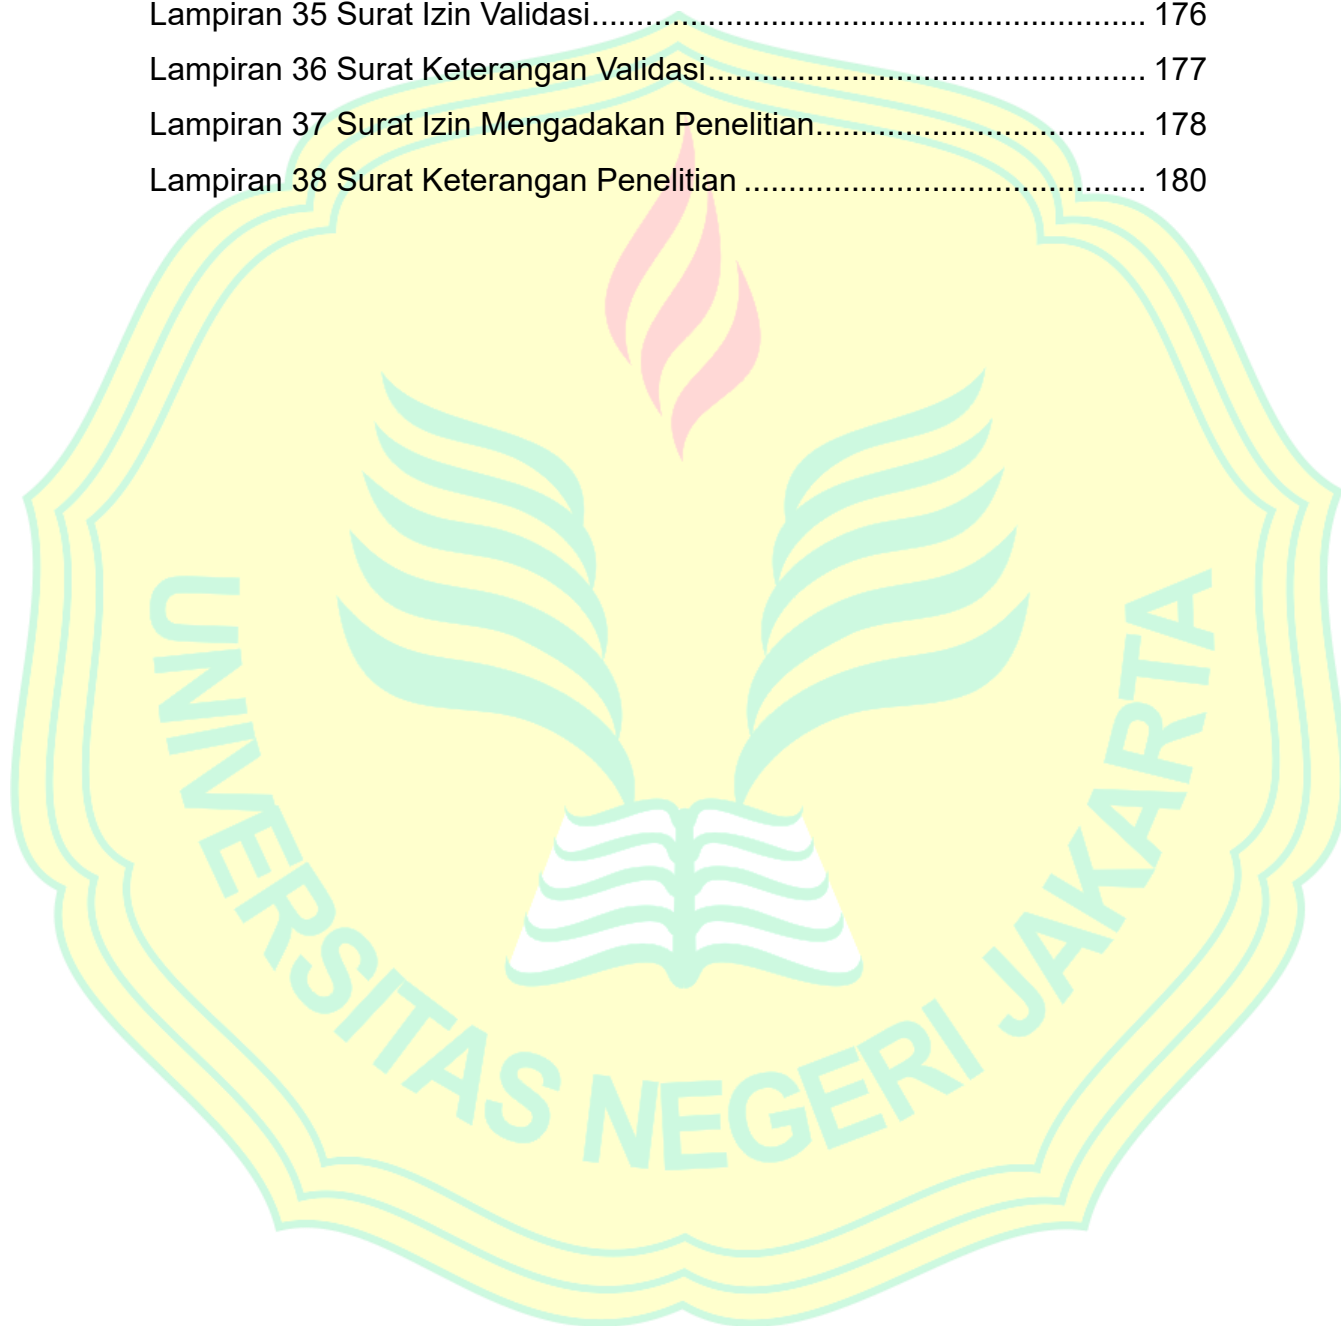 Lampiran 35 Surat Izin Validasi............................................................... 176
Lampiran 36 Surat Keterangan Validasi................................................. 177
Lampiran 37 Surat Izin Mengadakan Penelitian..................................... 178
Lampiran 38 Surat Keterangan Penelitian ............................................. 180
UNIVERSITAS NEGERI JAKARTA